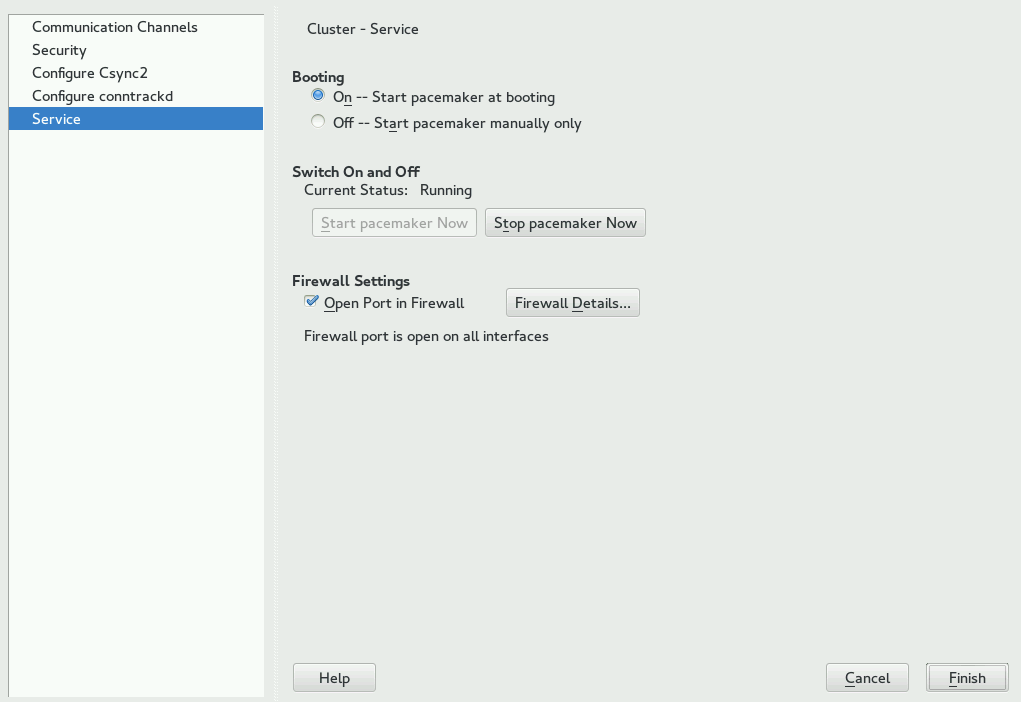 Communication Channels
Security
Configure Csync2
Configure conntrackd
Service
Cluster - Service
Booting
On -- Start pacemaker at booting
Off -- Start pacemaker manually only
Switch On and Off
Current Status: Running
Start pacemaker Now Stop pacemaker Now
Firewall Settings
Open Port in Firewall Firewall Details...
Firewall port is open on all interfaces
Help Cancel Finish